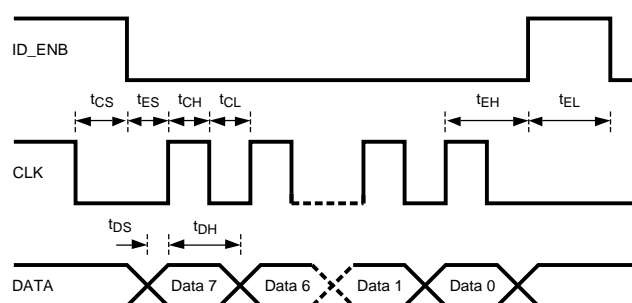 ID_ENB
tCS tES tCH tCL tEH tEL
CLK
tDS tDH
DATA Data 7 Data 6 Data 1 Data 0